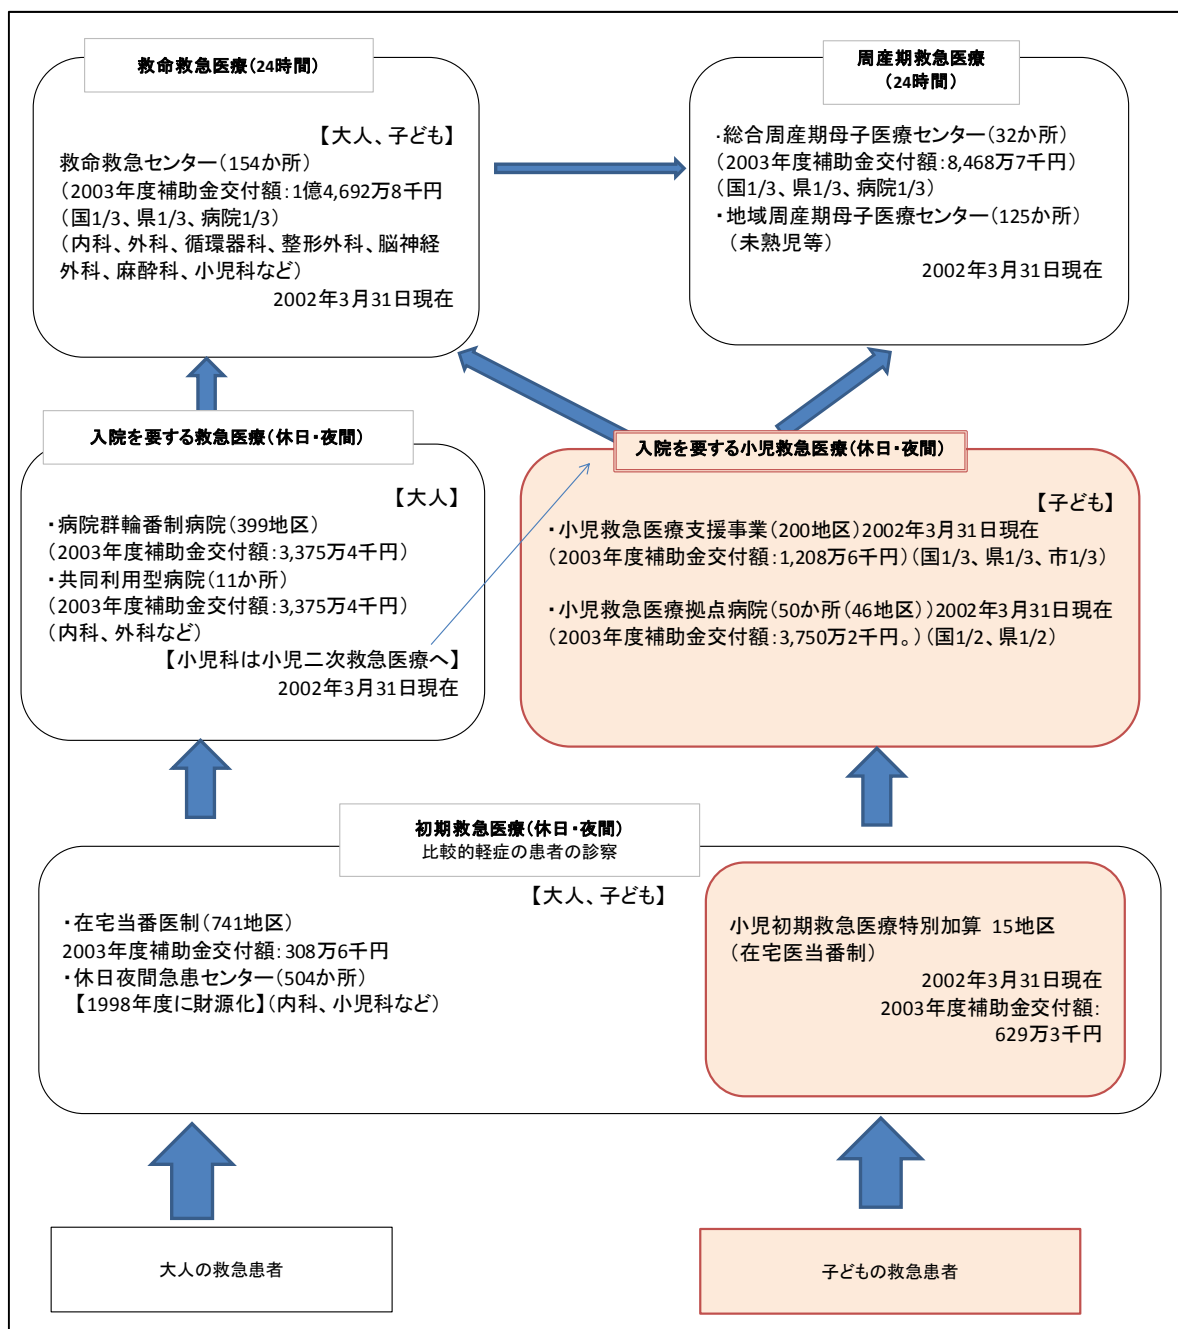 救命救急医療(24時間)
【大人、子ども】
救命救急センター(154か所)
(2003年度補助金交付額:1億4,692万8千円
(国1/3、県1/3、病院1/3)
(内科、外科、循環器科、整形外科、脳神経
外科、麻酔科、小児科など)
2002年3月31日現在
周産期救急医療
(24時間)
・総合周産期母子医療センター(32か所)
(2003年度補助金交付額:8,468万7千円)
(国1/3、県1/3、病院1/3)
・地域周産期母子医療センター(125か所)
(未熟児等)
2002年3月31日現在
入院を要する救急医療(休日・夜間)
【大人】
・病院群輪番制病院(399地区)
(2003年度補助金交付額:3,375万4千円)
・共同利用型病院(11か所)
(2003年度補助金交付額:3,375万4千円)
(内科、外科など)
【小児科は小児二次救急医療へ】
2002年3月31日現在
入院を要する小児救急医療(休日・夜間)
【子ども】
・小児救急医療支援事業(200地区)2002年3月31日現在
(2003年度補助金交付額:1,208万6千円)(国1/3、県1/3、市1/3)
・小児救急医療拠点病院(50か所(46地区))2002年3月31日現在
(2003年度補助金交付額:3,750万2千円。)(国1/2、県1/2)
初期救急医療(休日・夜間)
比較的軽症の患者の診察
【大人、子ども】
・在宅当番医制(741地区)
2003年度補助金交付額:308万6千円
・休日夜間急患センター(504か所)
【1998年度に財源化】(内科、小児科など)
小児初期救急医療特別加算 15地区
(在宅医当番制)
2002年3月31日現在
2003年度補助金交付額:
629万3千円
大人の救急患者
子どもの救急患者